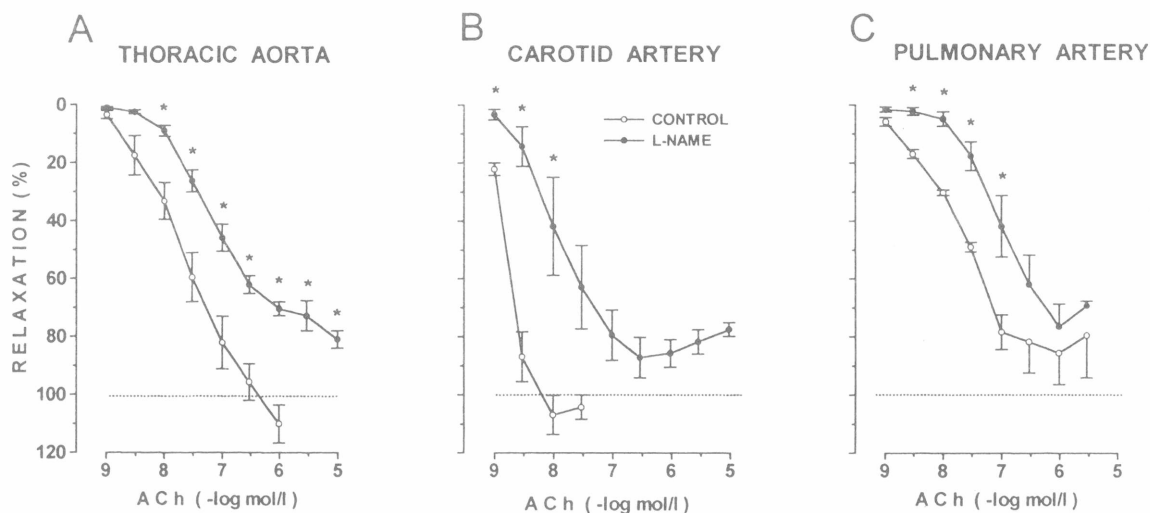 A
THORACIC AORTA
B
CAROTID ARTERY
C
PULMONARY ARTERY
* * * * * * * *
* * *
* * * *
CONTROL
L-NAME
RELAXATION (%)
0
20
40
60
80
100
120
9 8 7 6 5
9 8 7 6 5
9 8 7 6 5
ACh (-log mol/l)
ACh (-log mol/l)
ACh (-log mol/l)